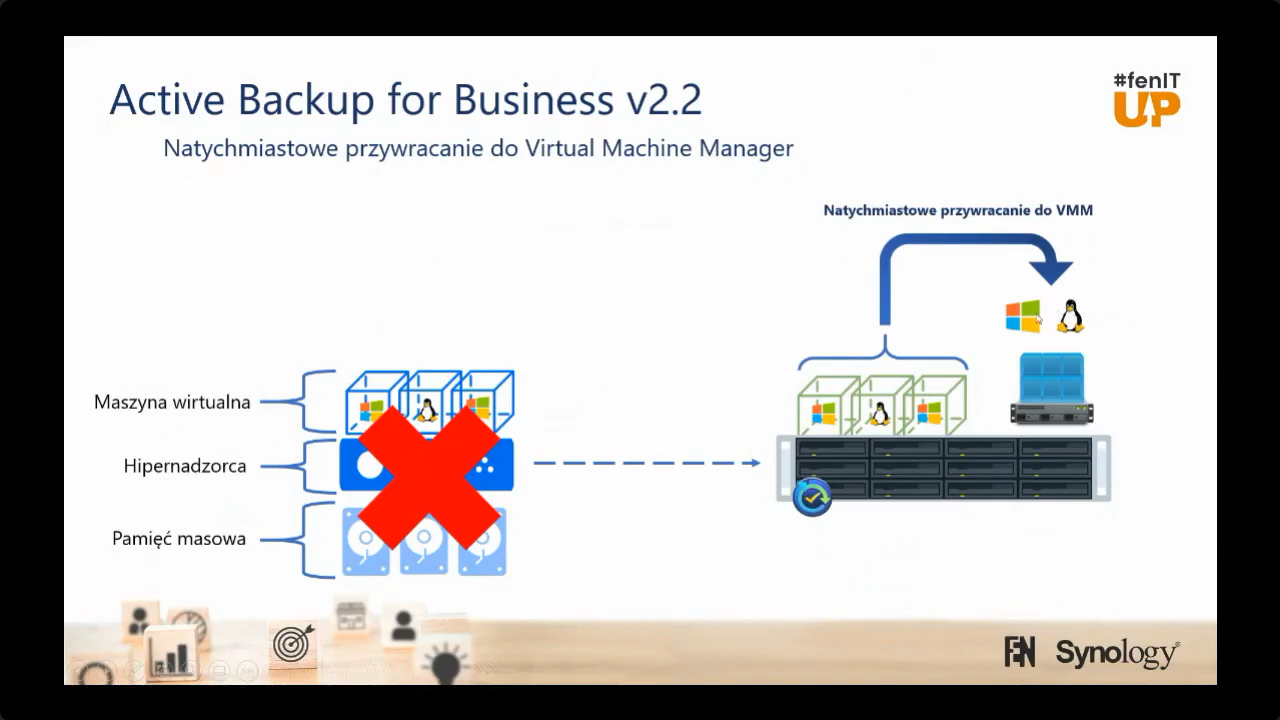 Active Backup for Business v2.2
#fenIT
UP
Natychmiastowe przywracanie do Virtual Machine Manager
Natychmiastowe przywracanie do VMM
Maszyna wirtualna
Hipernadzorca
Pamięć masowa
FEN
Synology